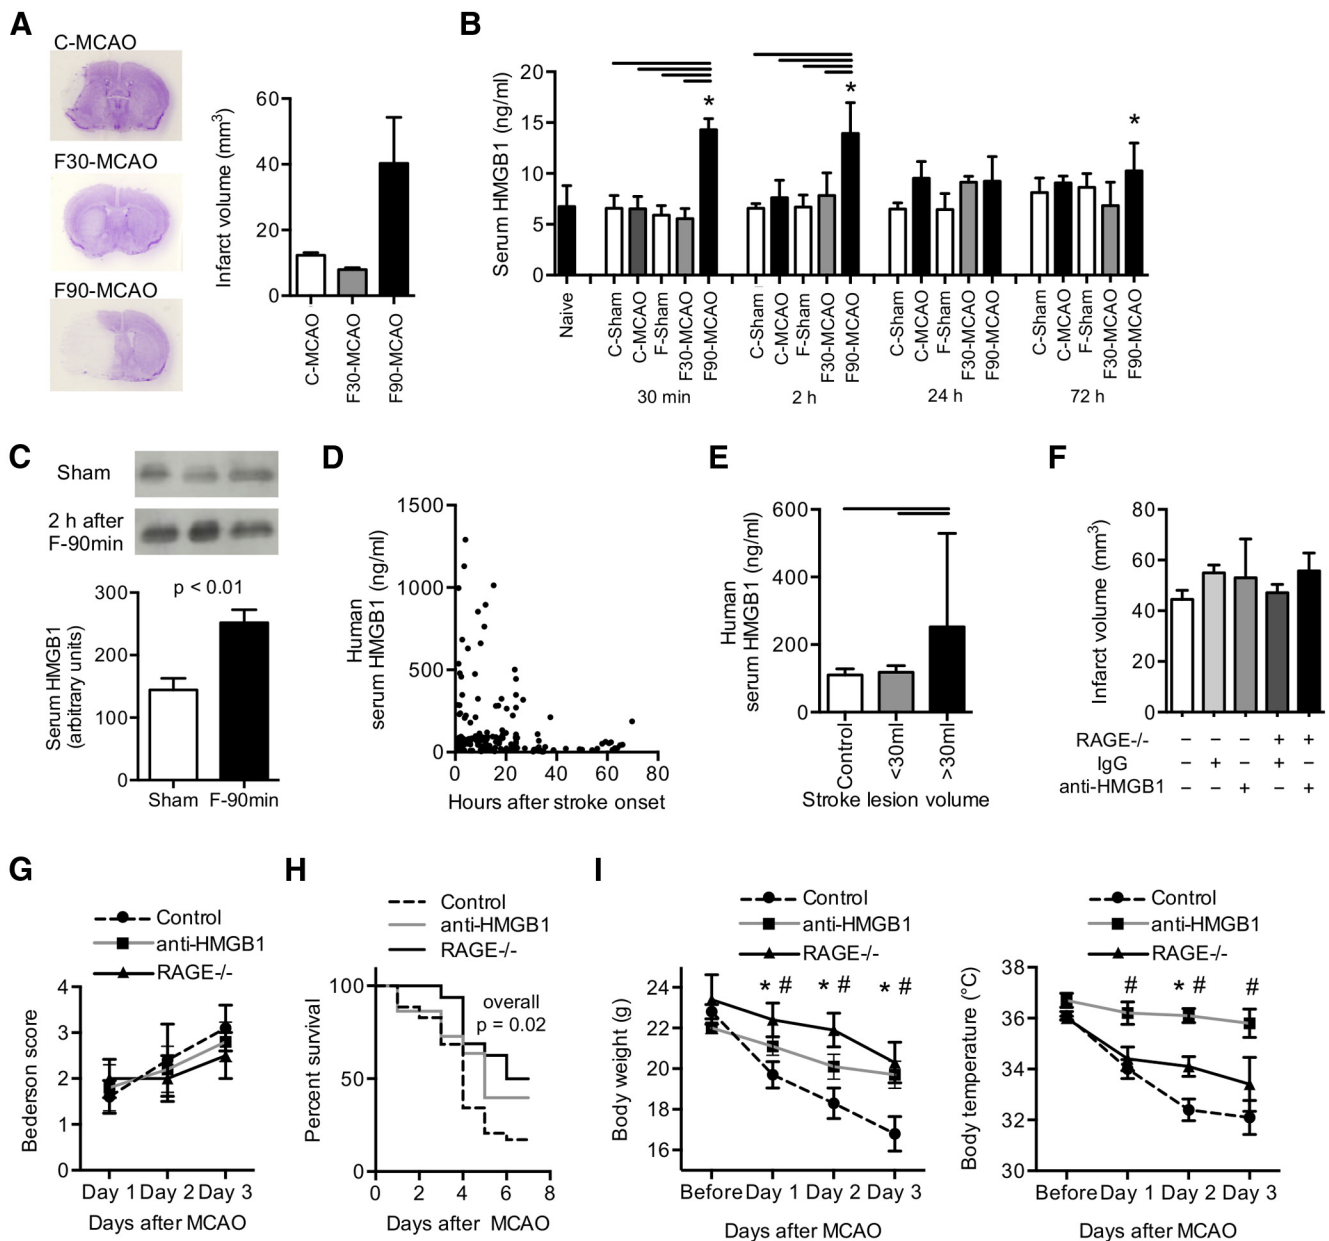 A
C-MCAO
F30-MCAO
F90-MCAO
Infarct volume (mm3)
60
40
20
0
C-MCAO
F30-MCAO
F90-MCAO
B
Serum HMGB1 (ng/ml)
20
15
10
5
0
*
*
*
Naive
C-Sham
C-MCAO
F-Sham
F30-MCAO
F90-MCAO
30 min
C-Sham
C-MCAO
F-Sham
F30-MCAO
F90-MCAO
2 h
C-Sham
C-MCAO
F-Sham
F30-MCAO
F90-MCAO
24 h
C-Sham
C-MCAO
F-Sham
F30-MCAO
F90-MCAO
72 h
C
Sham
2 h after
F-90min
p < 0.01
Serum HMGB1
(arbitrary units)
300
200
100
0
Sham F-90min
D
Human
serum HMGB1 (ng/ml)
1500
1000
500
0
0 20 40 60 80
Hours after stroke onset
E
Human
serum HMGB1 (ng/ml)
600
400
200
0
Control
<30ml
>30ml
Stroke lesion volume
F
Infarct volume (mm3)
80
60
40
20
0
RAGE-/- – – – + +
IgG – + – + –
anti-HMGB1 – – + – +
G
Control
anti-HMGB1
RAGE-/-
Bederson score
4
3
2
1
0
Day 1 Day 2 Day 3
Days after MCAO
H
Control
anti-HMGB1
RAGE-/-
overall
p = 0.02
Percent survival
100
50
0
0 2 4 6 8
Days after MCAO
I
Control
anti-HMGB1
RAGE-/-
* # * # * #
Body weight (g)
24
22
20
18
16
Before Day 1 Day 2 Day 3
Days after MCAO
Control
anti-HMGB1
RAGE-/-
# * # #
Body temperature (°C)
38
36
34
32
30
Before Day 1 Day 2 Day 3
Days after MCAO